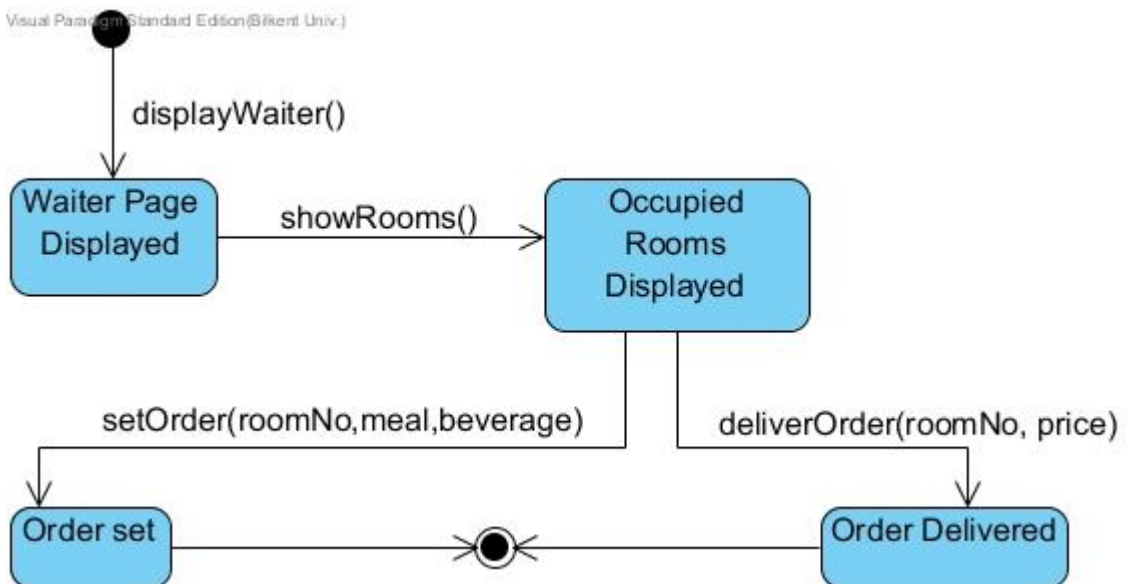 Visual Paradigm Standard Edition(Bilkent Univ.)
displayWaiter()
Waiter Page
Displayed
showRooms()
Occupied
Rooms
Displayed
setOrder(roomNo,meal,beverage)
deliverOrder(roomNo, price)
Order set
Order Delivered